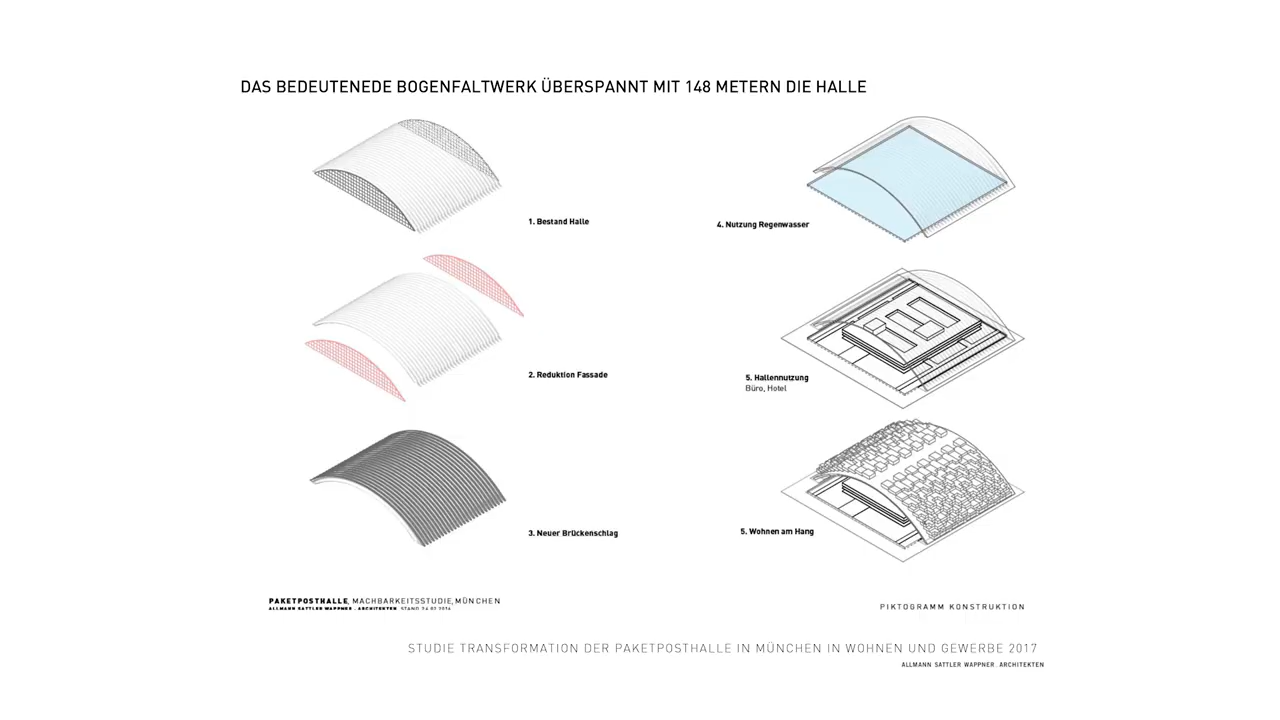 DAS BEDEUTENEDE BOGENFALTWERK ÜBERSPANNT MIT 148 METERN DIE HALLE
1. Bestand Halle
2. Reduktion Fassade
3. Neuer Brückenschlag
4. Nutzung Regenwasser
5. Hallennutzung
Büro, Hotel
5. Wohnen am Hang
PAKETPOSTHALLE, MACHBARKEITSSTUDIE, MÜNCHEN
ALLMANN SATTLER WAPPNER . ARCHITEKTEN
PIKTOGRAMM KONSTRUKTION
STUDIE TRANSFORMATION DER PAKETPOSTHALLE IN MÜNCHEN IN WOHNEN UND GEWERBE 2017
ALLMANN SATTLER WAPPNER . ARCHITEKTEN